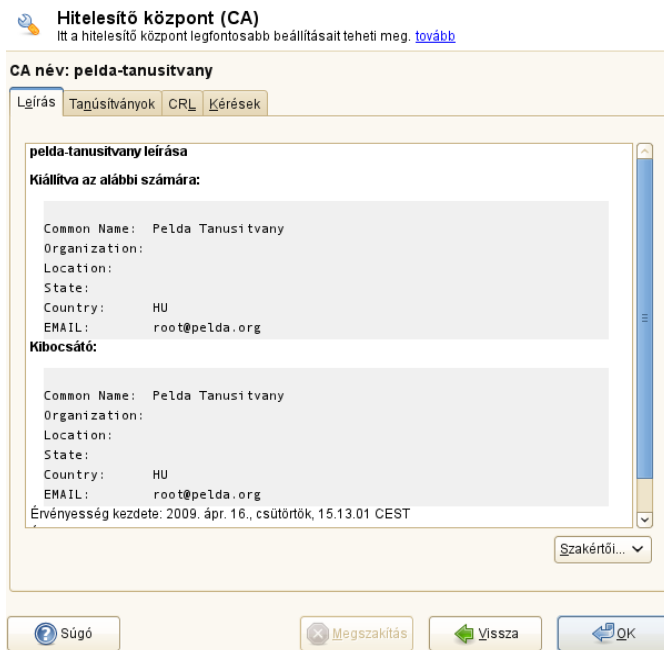 Hitelesítő központ (CA)
Itt a hitelesítő központ legfontosabb beállításait teheti meg. tovább
CA név: pelda-tanusitvany
Leírás Tanúsítványok CRL Kérések
pelda-tanusitvany leírása
Kiállítva az alábbi számára:
Common Name: Pelda Tanusitvany
Organization:
Location:
State:
Country: HU
EMAIL: root@pelda.org
Kibocsátó:
Common Name: Pelda Tanusitvany
Organization:
Location:
State:
Country: HU
EMAIL: root@pelda.org
Érvényesség kezdete: 2009. ápr. 16., csütörtök, 15.13.01 CEST
Szakértői...
Súgó Megszakítás Vissza OK